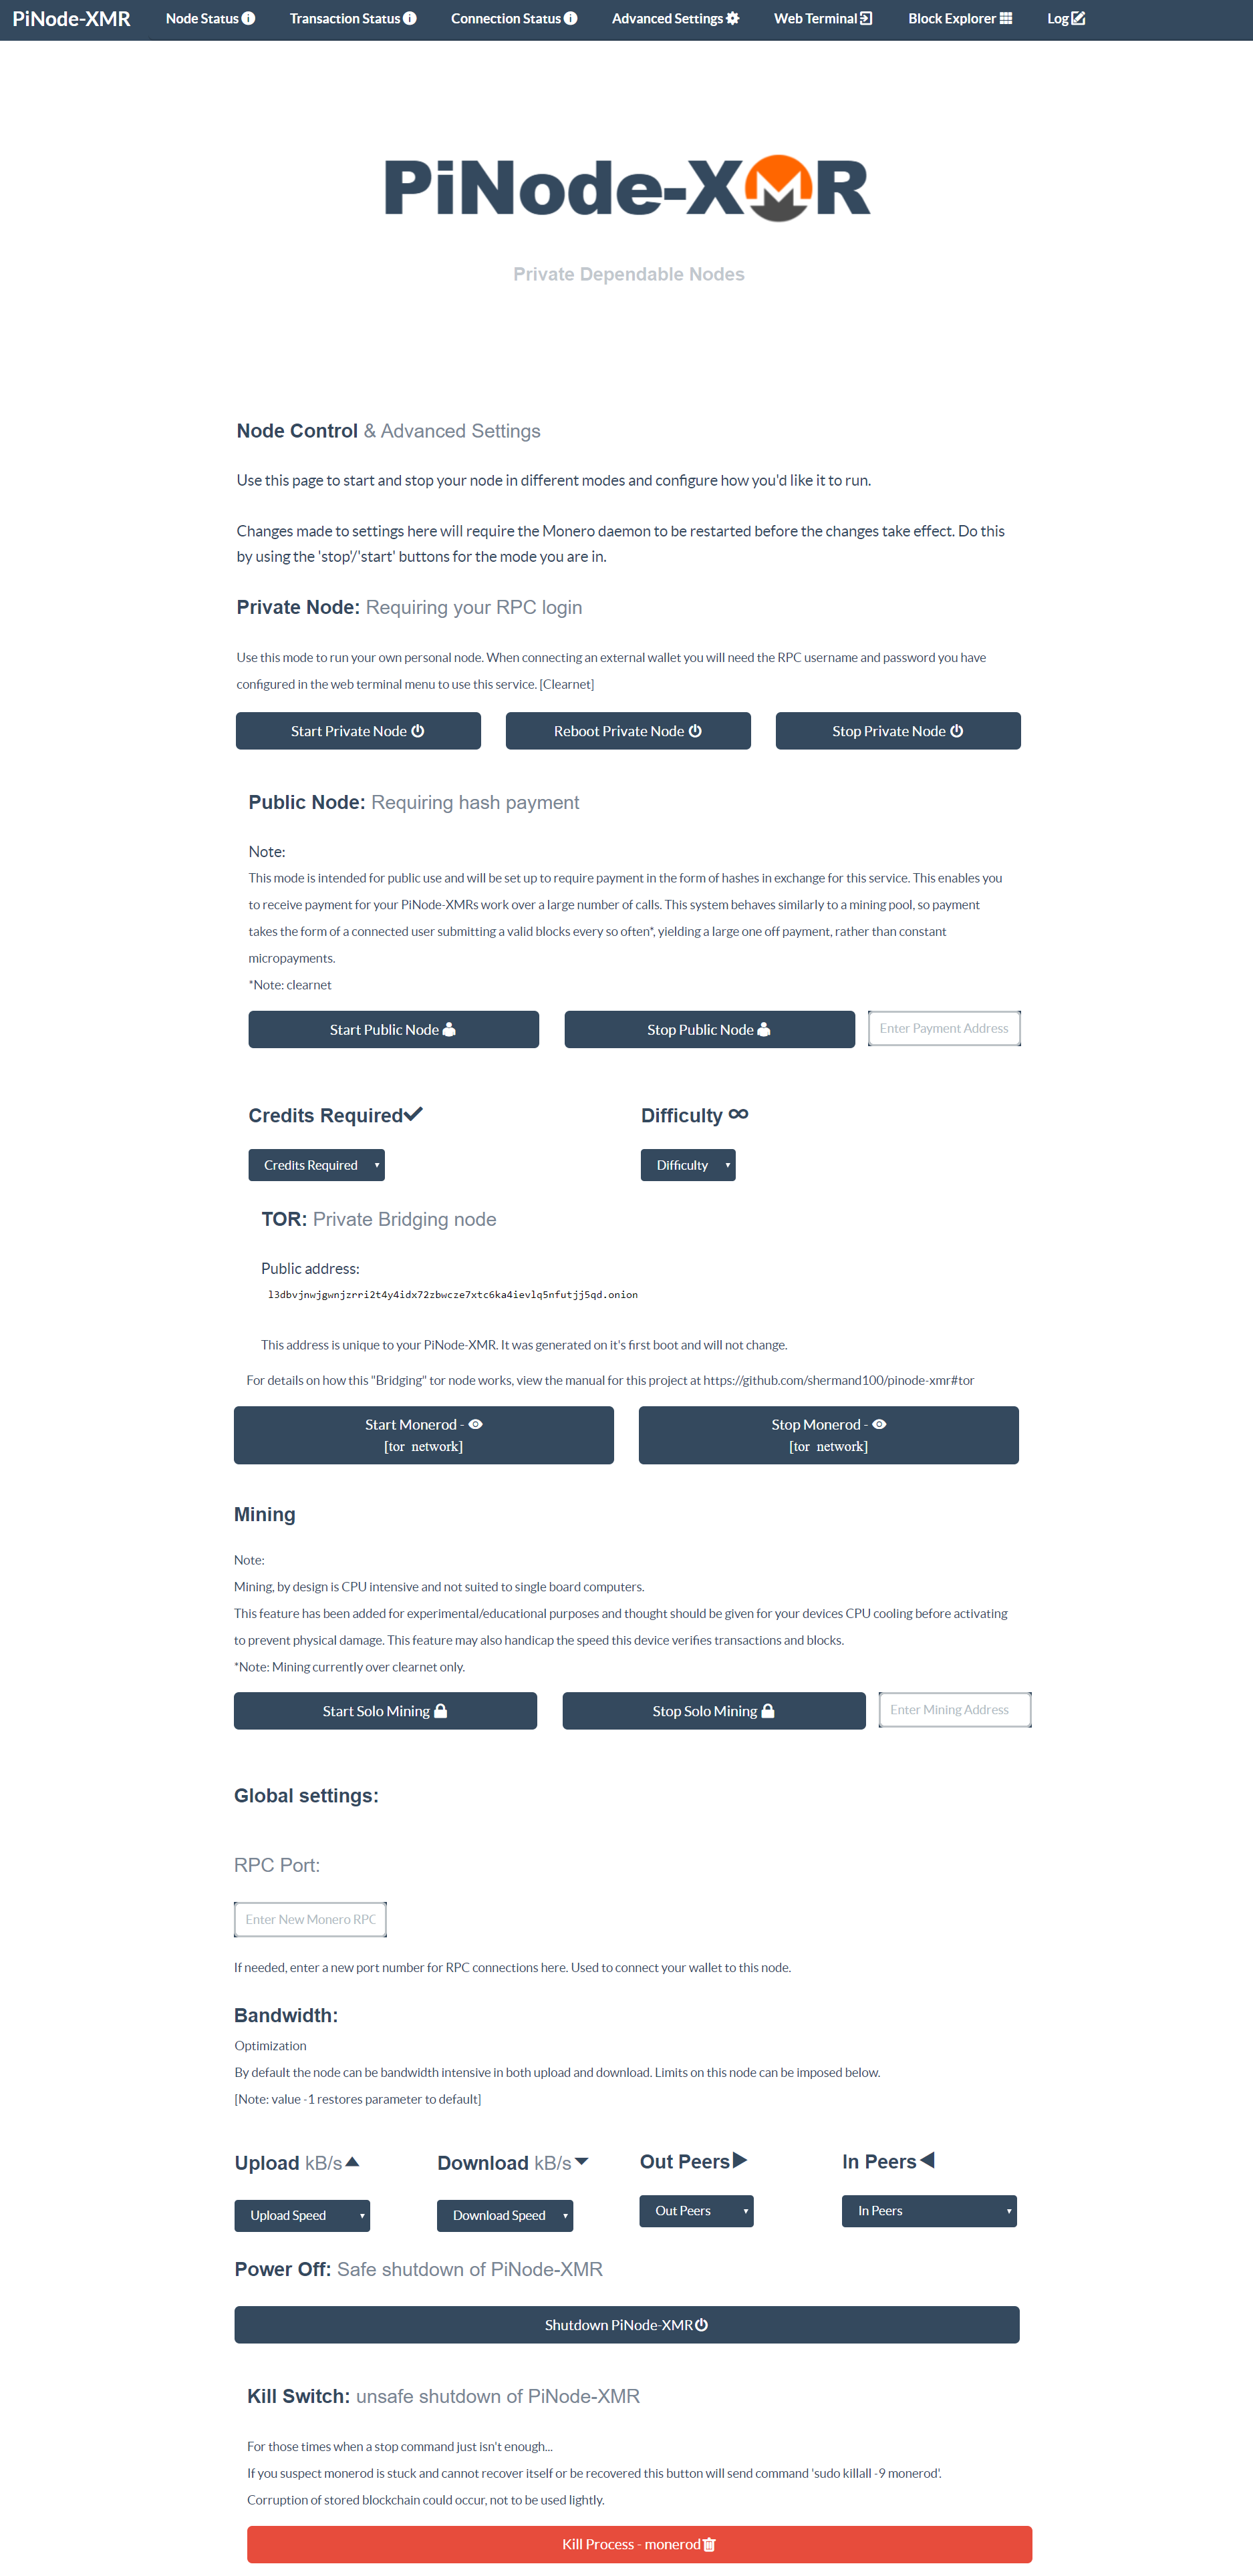 PiNode-XMR Node Status Transaction Status Connection Status Advanced Settings Web Terminal Block Explorer Log
PiNode-XMR
Private Dependable Nodes
Node Control & Advanced Settings
Use this page to start and stop your node in different modes and configure how you'd like it to run.
Changes made to settings here will require the Monero daemon to be restarted before the changes take effect. Do this
by using the 'stop'/'start' buttons for the mode you are in.
Private Node: Requiring your RPC login
Use this mode to run your own personal node. When connecting an external wallet you will need the RPC username and password you have
configured in the web terminal menu to use this service. [Clearnet]
Start Private Node Reboot Private Node Stop Private Node
Public Node: Requiring hash payment
Note:
This mode is intended for public use and will be set up to require payment in the form of hashes in exchange for this service. This enables you
to receive payment for your PiNode-XMRs work over a large number of calls. This system behaves similarly to a mining pool, so payment
takes the form of a connected user submitting a valid blocks every so often*, yielding a large one off payment, rather than constant
micropayments.
*Note: clearnet
Start Public Node Stop Public Node Enter Payment Address
Credits Required Difficulty
Credits Required Difficulty
TOR: Private Bridging node
Public address:
l3dbvjnwjgwnjzrri2t4y4idx72zbwcze7xtc6ka4ievlq5nfutjj5qd.onion
This address is unique to your PiNode-XMR. It was generated on it's first boot and will not change.
For details on how this "Bridging" tor node works, view the manual for this project at https://github.com/shermand100/pinode-xmr#tor
Start Monerod - Stop Monerod -
[tor network] [tor network]
Mining
Note:
Mining, by design is CPU intensive and not suited to single board computers.
This feature has been added for experimental/educational purposes and thought should be given for your devices CPU cooling before activating
to prevent physical damage. This feature may also handicap the speed this device verifies transactions and blocks.
*Note: Mining currently over clearnet only.
Start Solo Mining Stop Solo Mining Enter Mining Address
Global settings:
RPC Port:
Enter New Monero RPC
If needed, enter a new port number for RPC connections here. Used to connect your wallet to this node.
Bandwidth:
Optimization
By default the node can be bandwidth intensive in both upload and download. Limits on this node can be imposed below.
[Note: value -1 restores parameter to default]
Upload kB/s Download kB/s Out Peers In Peers
Upload Speed Download Speed Out Peers In Peers
Power Off: Safe shutdown of PiNode-XMR
Shutdown PiNode-XMR
Kill Switch: unsafe shutdown of PiNode-XMR
For those times when a stop command just isn't enough...
If you suspect monerod is stuck and cannot recover itself or be recovered this button will send command 'sudo killall -9 monerod'.
Corruption of stored blockchain could occur, not to be used lightly.
Kill Process - monerod